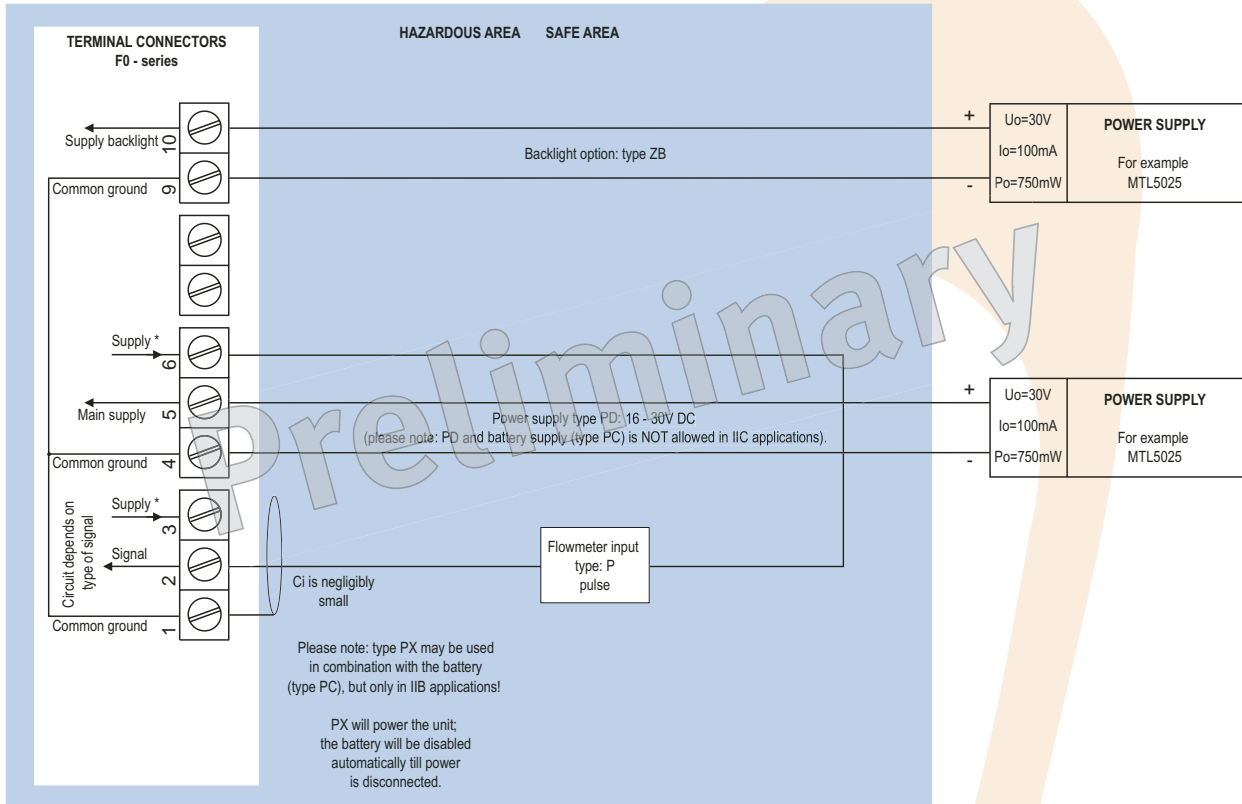 TERMINAL CONNECTORS
F0 - series
HAZARDOUS AREA SAFE AREA
Supply backlight
10
Common ground
9
Backlight option: type ZB
+
-
Uo=30V
Io=100mA
Po=750mW
POWER SUPPLY
For example
MTL5025
Supply *
6
Main supply
5
Common ground
4
Power supply type PD: 16 - 30V DC
(please note: PD and battery supply (type PC) is NOT allowed in IIC applications).
+
-
Uo=30V
Io=100mA
Po=750mW
POWER SUPPLY
For example
MTL5025
Circuit depends on
type of signal
Supply *
3
Signal
2
Common ground
1
Ci is negligibly
small
Flowmeter input
type: P
pulse
Please note: type PX may be used
in combination with the battery
(type PC), but only in IIB applications!
PX will power the unit;
the battery will be disabled
automatically till power
is disconnected.
Preliminary